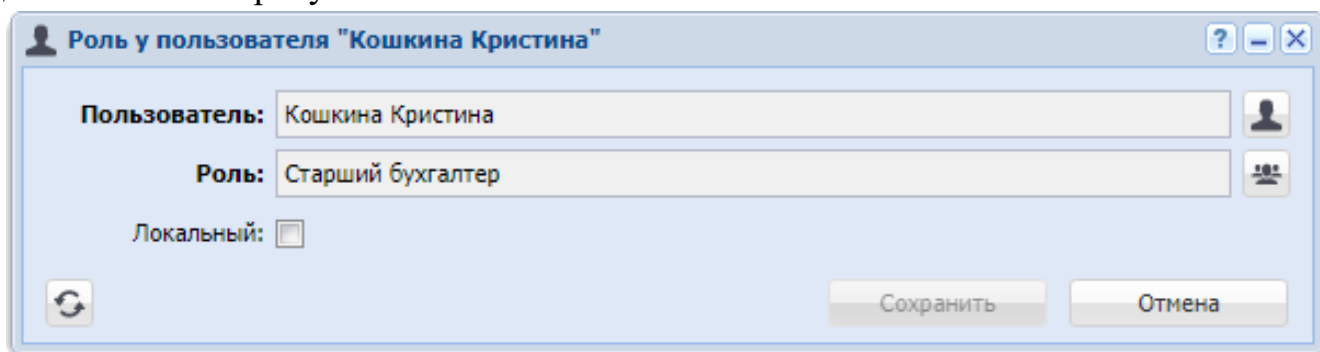 Роль у пользователя "Кошкина Кристина"
Пользователь: Кошкина Кристина
Роль: Старший бухгалтер
Локальный:
Сохранить Отмена